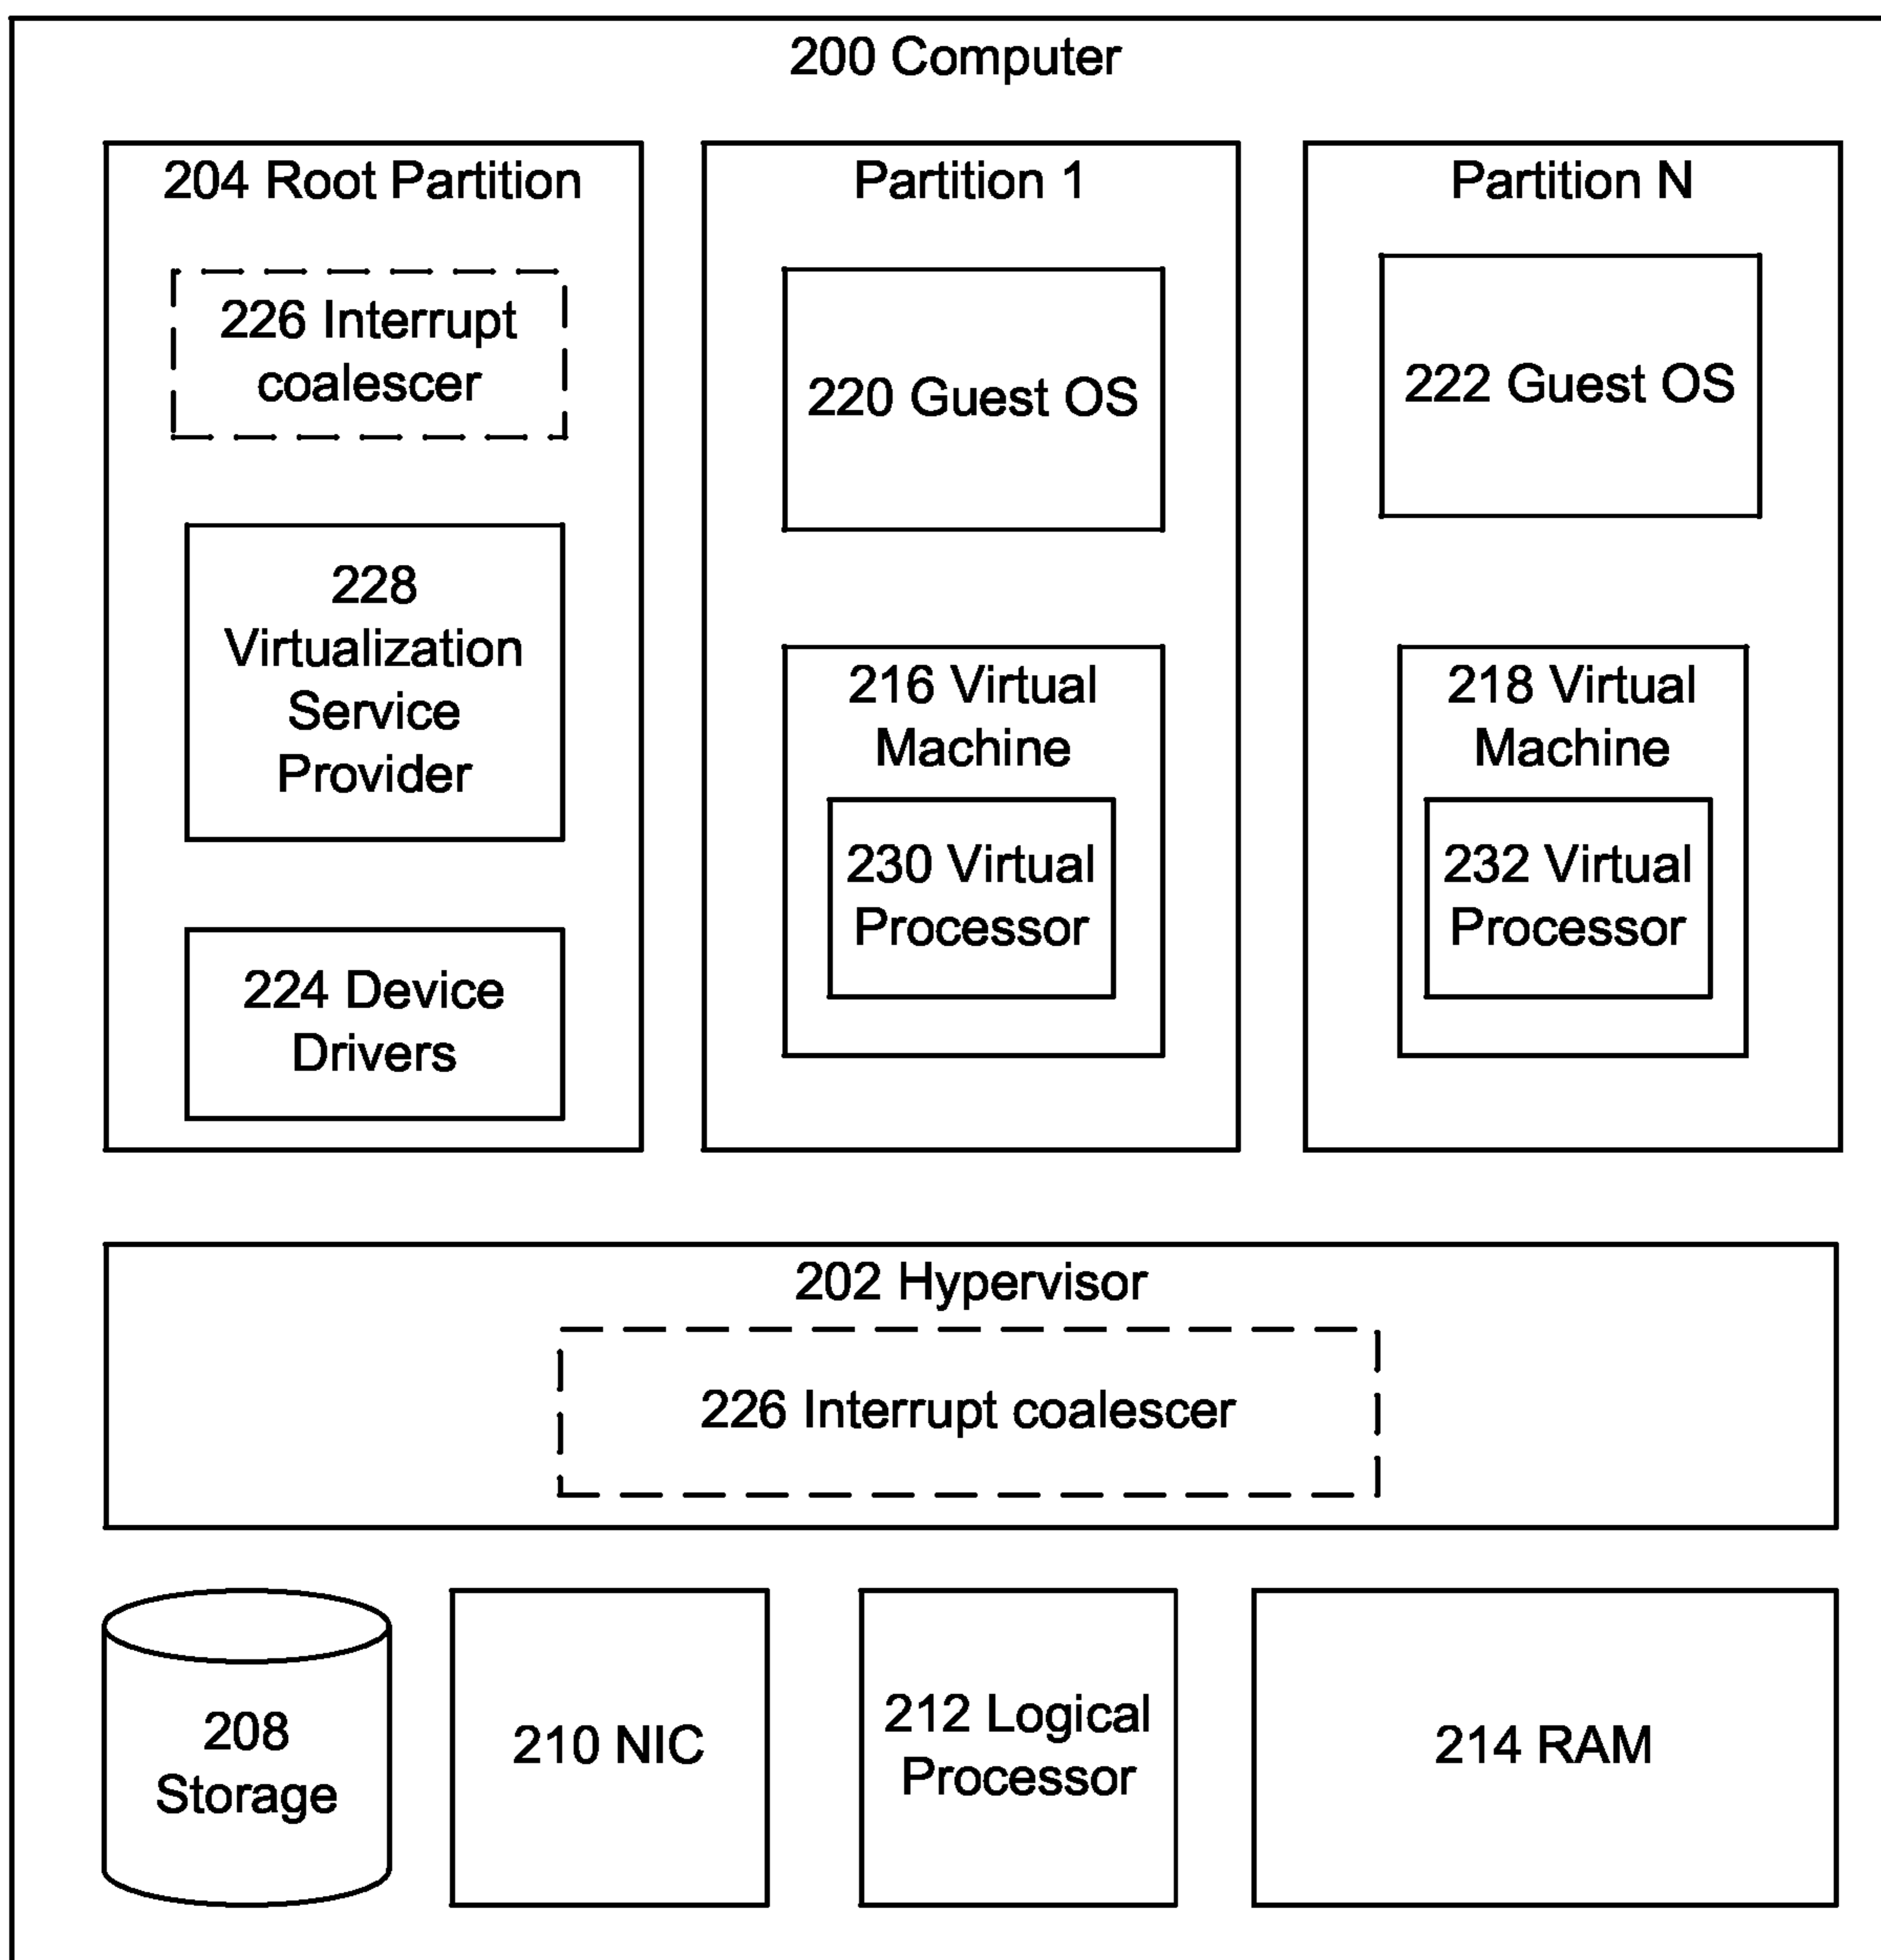 200 Computer
204 Root Partition
226 Interrupt
coalescer
228
Virtualization
Service
Provider
224 Device
Drivers
Partition 1
220 Guest OS
216 Virtual
Machine
230 Virtual
Processor
Partition N
222 Guest OS
218 Virtual
Machine
232 Virtual
Processor
202 Hypervisor
226 Interrupt coalescer
208
Storage
210 NIC
212 Logical
Processor
214 RAM